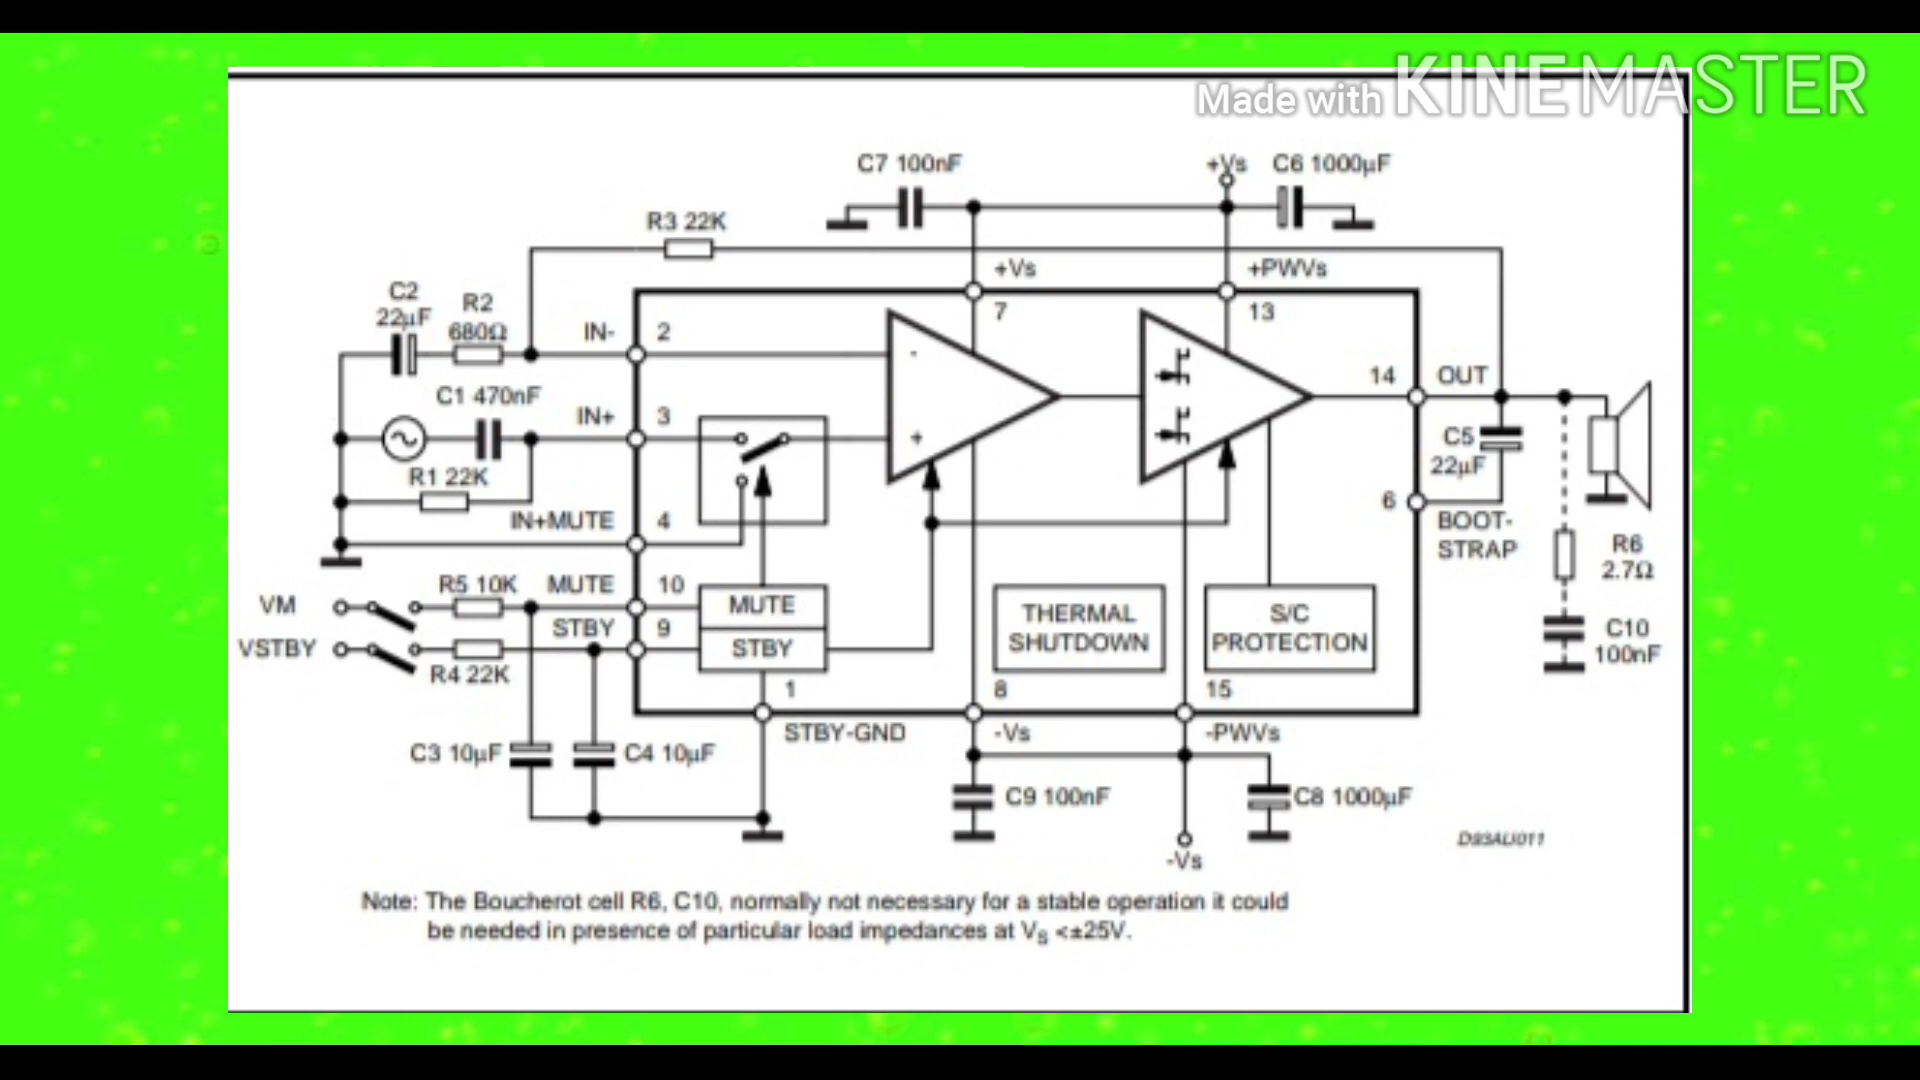 Made with KINEMASTER
C7 100nF
+Vs
C6 1000µF
R3 22K
+Vs
+PWVs
C2
22µF
R2
680Ω
IN-
2
7
13
-
C1 470nF
IN+
3
+
14
OUT
R1 22K
C5
22µF
IN+MUTE
4
6
BOOT-
STRAP
R6
2.7Ω
VM
R5 10K
MUTE
10
MUTE
THERMAL
SHUTDOWN
S/C
PROTECTION
C10
100nF
VSTBY
R4 22K
STBY
9
STBY
1
8
15
STBY-GND
-Vs
-PWVs
C3 10µF
C4 10µF
C9 100nF
C8 1000µF
D93AU011
-Vs
Note: The Boucherot cell R6, C10, normally not necessary for a stable operation it could
be needed in presence of particular load impedances at VS <±25V.